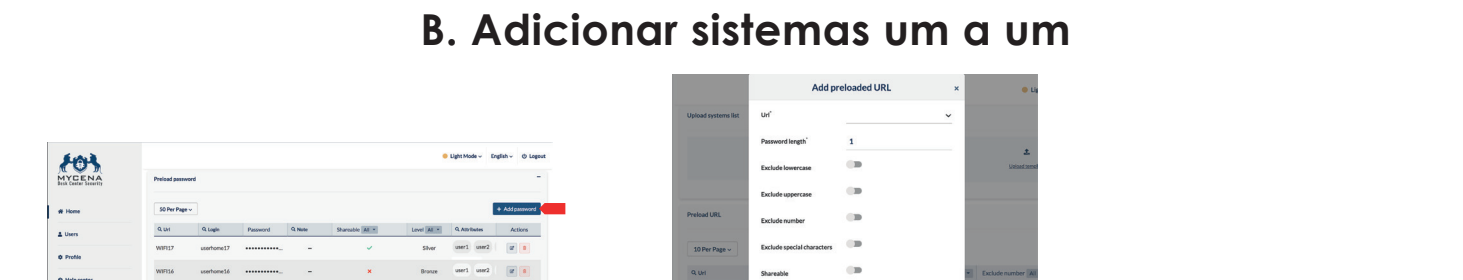 B. Adicionar sistemas um a um
MYCENA
Desk Center Security
Home
Users
Profile
Light Mode English Logout
Preload password
50 Per Page
+ Add password
Url Login Password Note Shareable All Level All Attributes Actions
WIFI17 userhome17 ••••••••••••... – Silver user1 user2
WIFI16 userhome16 ••••••••••••... – Bronze user1 user2
Add preloaded URL ×
Upload systems list
Url*
Password length* 1
Exclude lowercase
Exclude uppercase
Preload URL
Exclude number
10 Per Page
Exclude special characters
Url
Shareable
Exclude number All